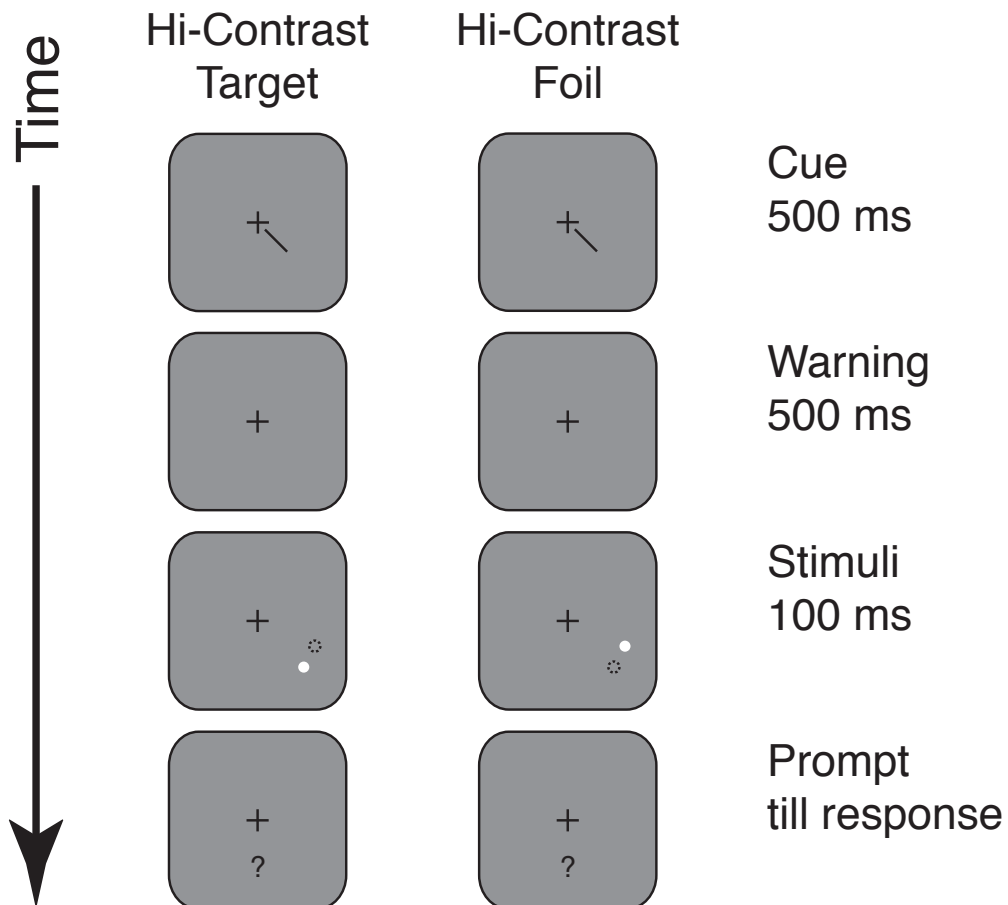 Time
Hi-Contrast
Target
Hi-Contrast
Foil
Cue
500 ms
Warning
500 ms
Stimuli
100 ms
Prompt
till response
?
?